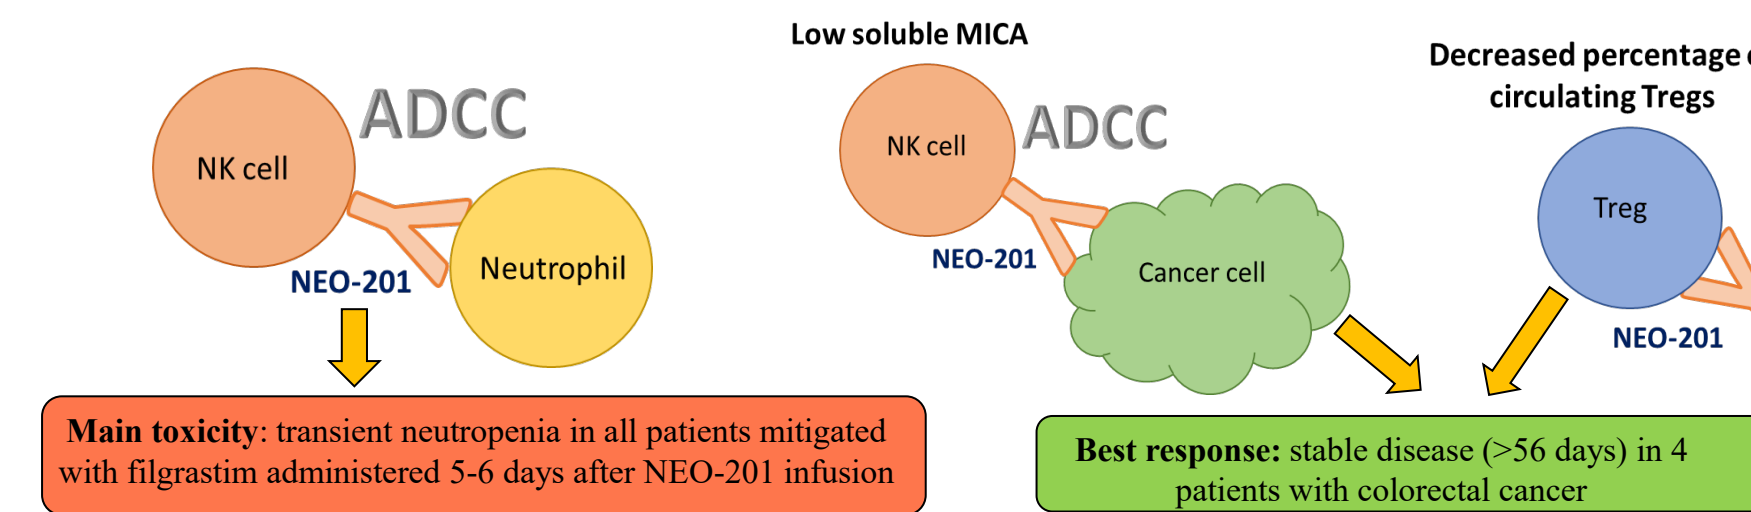 NK cell
ADCC
NEO-201
Neutrophil
Main toxicity: transient neutropenia in all patients mitigated
with filgrastim administered 5-6 days after NEO-201 infusion
Low soluble MICA
NK cell
ADCC
NEO-201
Cancer cell
Decreased percentage
circulating Tregs
Treg
NEO-201
Best response: stable disease (>56 days) in 4
patients with colorectal cancer